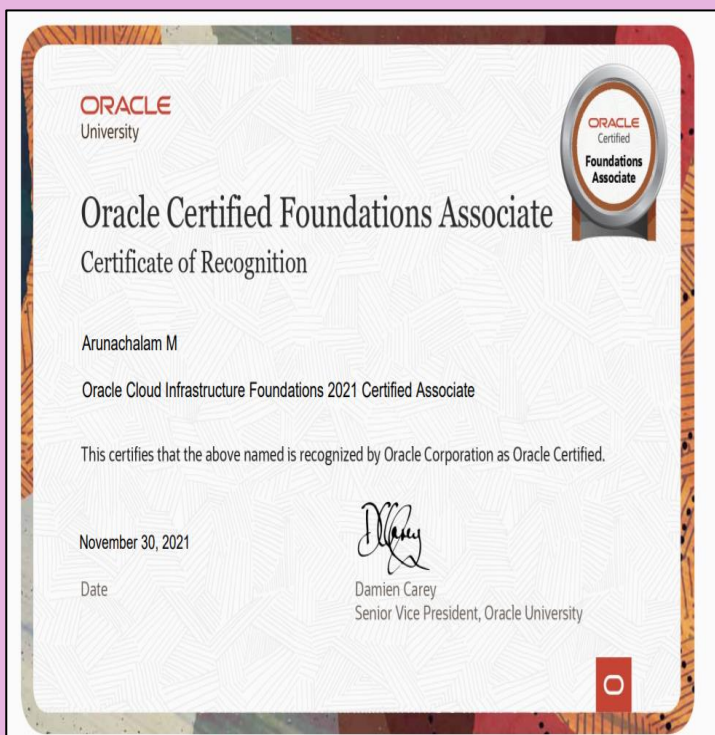 ORACLE
University
ORACLE
Certified
Foundations
Associate
Oracle Certified Foundations Associate
Certificate of Recognition
Arunachalam M
Oracle Cloud Infrastructure Foundations 2021 Certified Associate
This certifies that the above named is recognized by Oracle Corporation as Oracle Certified.
November 30, 2021
Date
Damien Carey
Senior Vice President, Oracle University